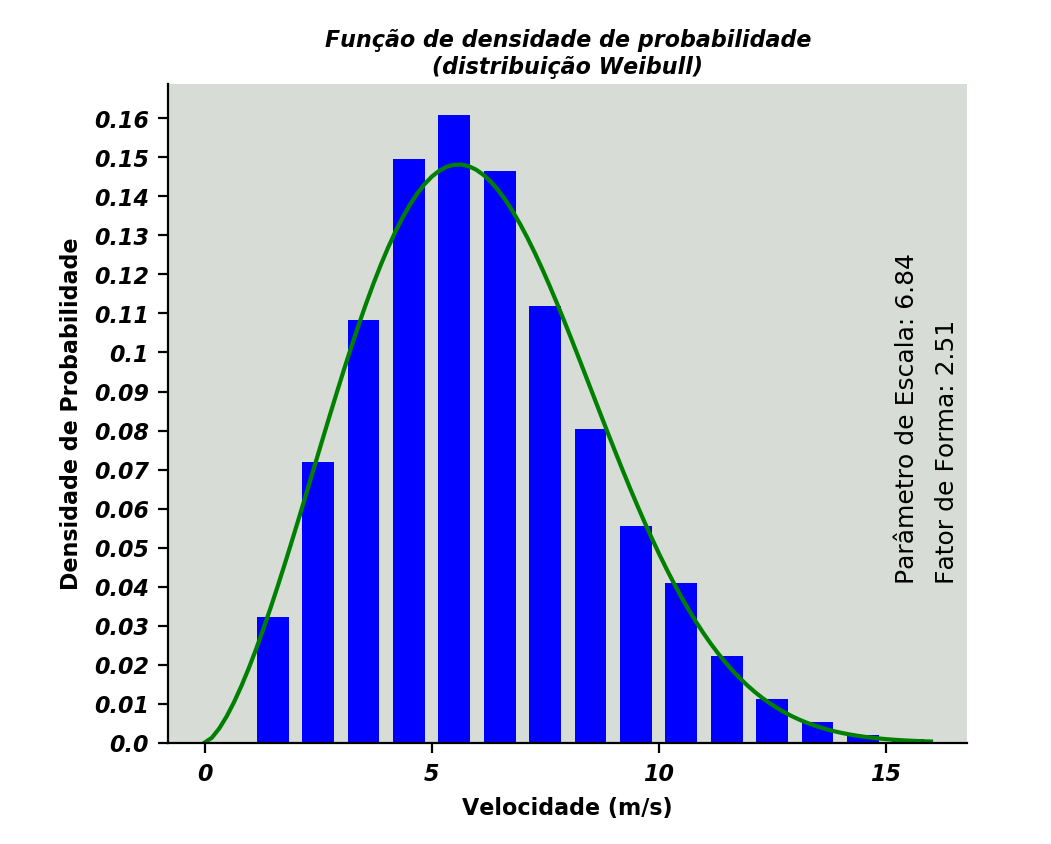 Função de densidade de probabilidade
(distribuição Weibull)
0.16
0.15
0.14
0.13
0.12
0.11
0.1
0.09
0.08
0.07
0.06
0.05
0.04
0.03
0.02
0.01
0.0
Densidade de Probabilidade
Parâmetro de Escala: 6.84
Fator de Forma: 2.51
0 5 10 15
Velocidade (m/s)